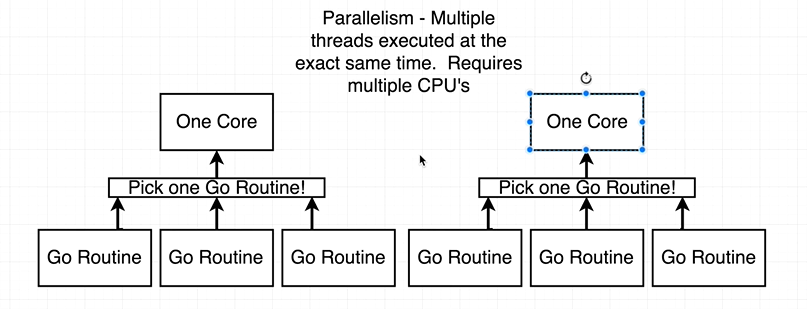 Parallelism - Multiple
threads executed at the
exact same time.  Requires
multiple CPU's
One Core
One Core
Pick one Go Routine!
Pick one Go Routine!
Go Routine
Go Routine
Go Routine
Go Routine
Go Routine
Go Routine